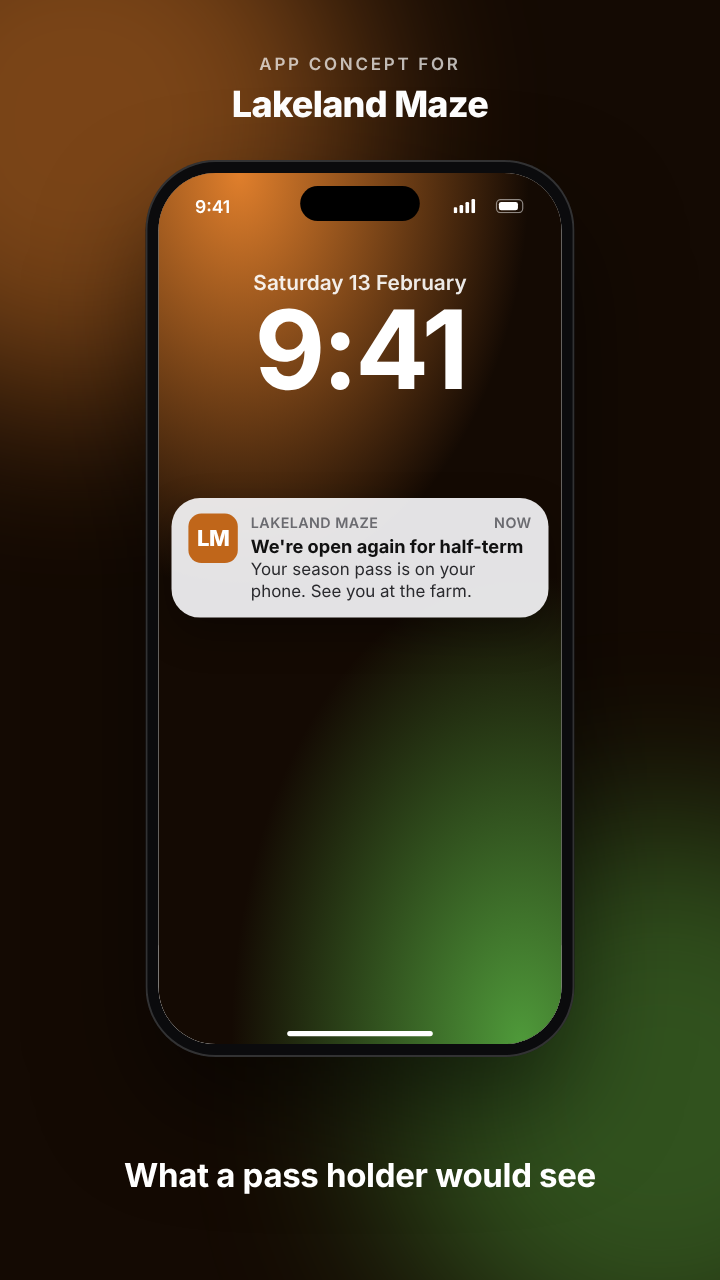 APP CONCEPT FOR
Lakeland Maze
9:41
Saturday 13 February
9:41
LM
LAKELAND MAZE NOW
We're open again for half-term
Your season pass is on your
phone. See you at the farm.
What a pass holder would see